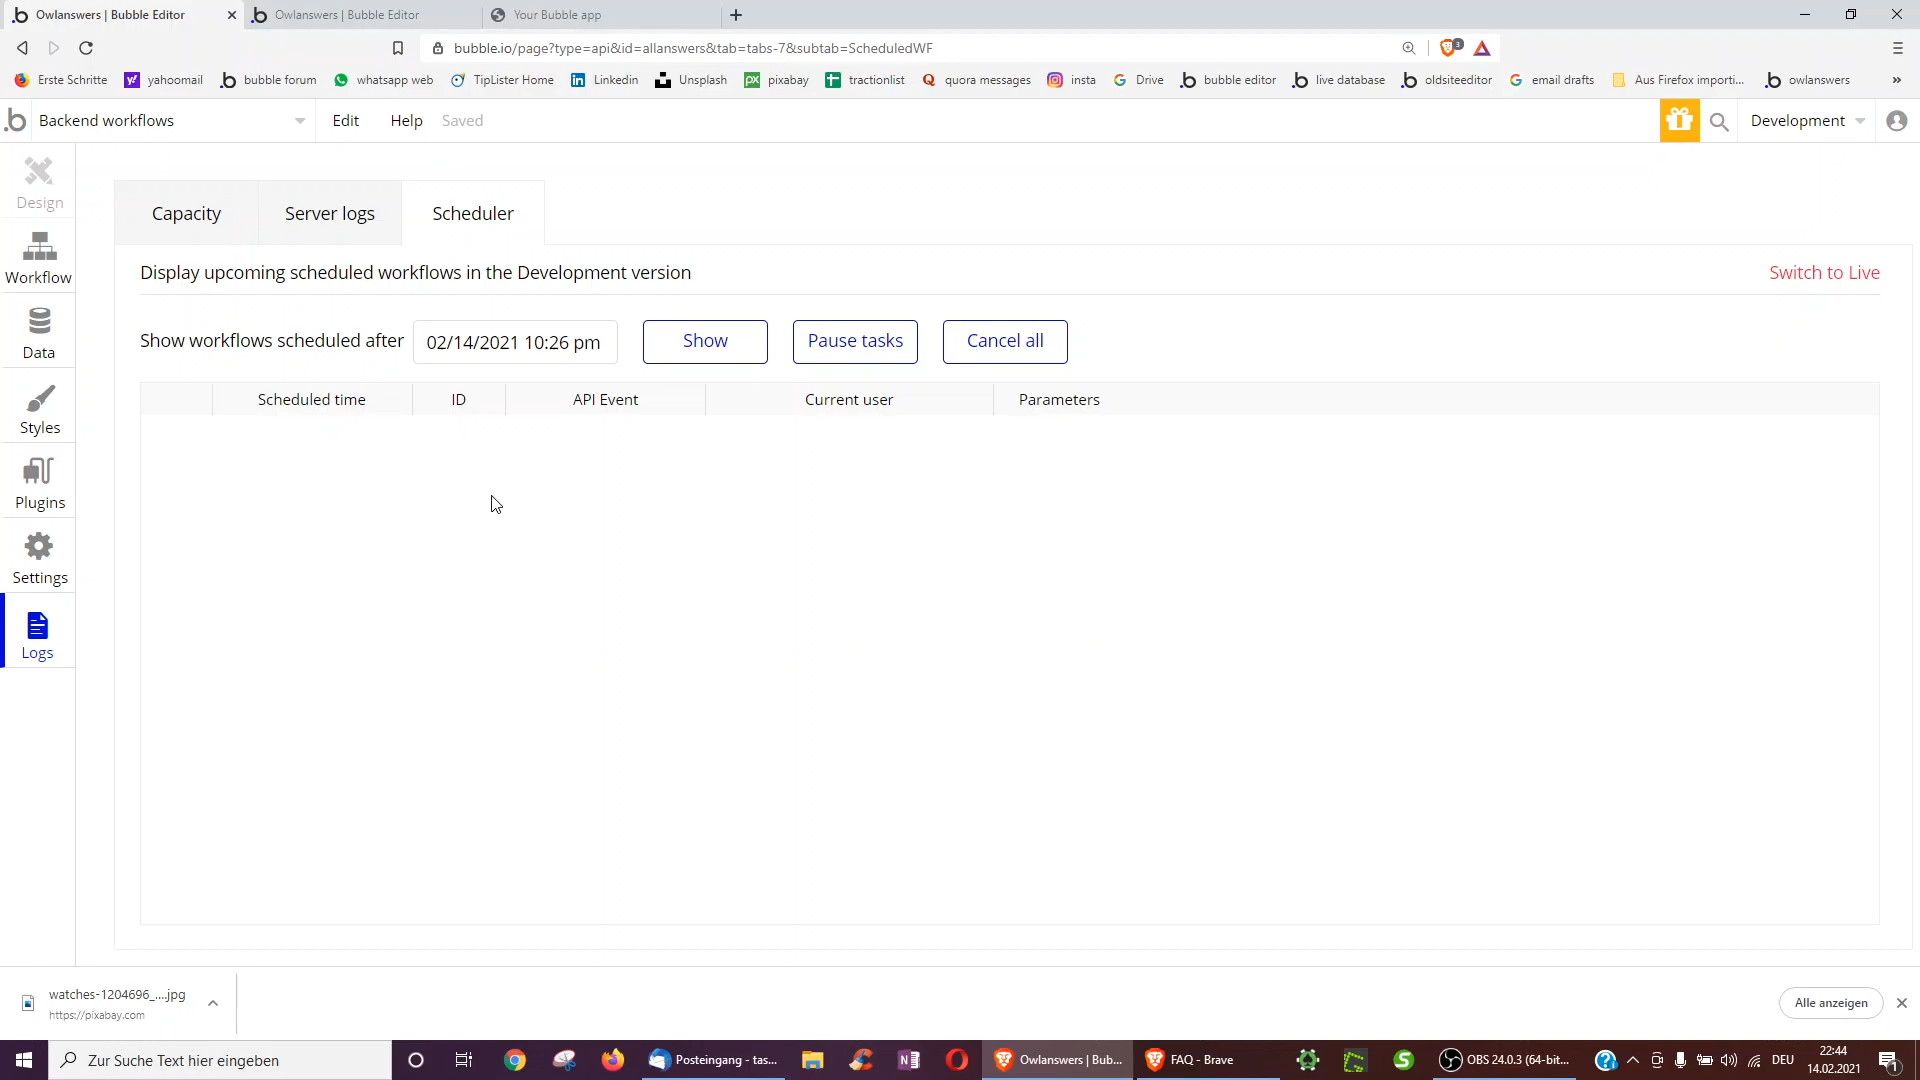 Owlanswers | Bubble Editor
Owlanswers | Bubble Editor
Your Bubble app
bubble.io/page?type=api&id=allanswers&tab=tabs-7&subtab=ScheduledWF
3
Erste Schritte
yahoomail
bubble forum
whatsapp web
TipLister Home
Linkedin
Unsplash
pixabay
tractionlist
quora messages
insta
Drive
bubble editor
live database
oldsiteeditor
email drafts
Aus Firefox importi...
owlanswers
Backend workflows
Edit
Help
Saved
Development
Design
Workflow
Data
Styles
Plugins
Settings
Logs
Capacity
Server logs
Scheduler
Display upcoming scheduled workflows in the Development version
Switch to Live
Show workflows scheduled after
02/14/2021 10:26 pm
Show
Pause tasks
Cancel all
Scheduled time
ID
API Event
Current user
Parameters
watches-1204696_....jpg
https://pixabay.com
Alle anzeigen
Zur Suche Text hier eingeben
Posteingang - tas...
Owlanswers | Bub...
FAQ - Brave
OBS 24.0.3 (64-bit...
DEU
22:44
14.02.2021
1